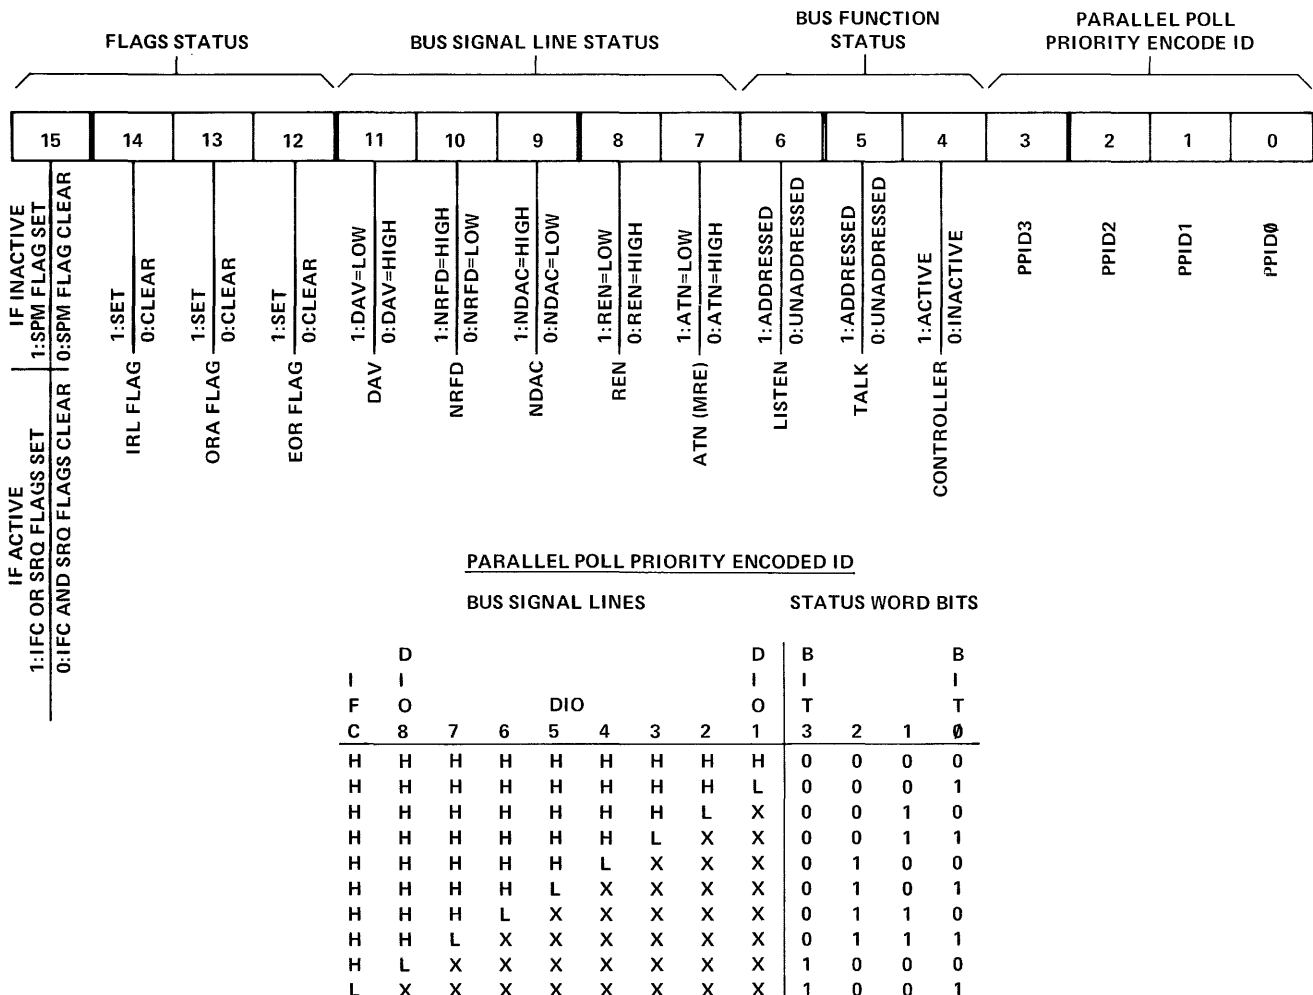 FLAGS STATUS
BUS SIGNAL LINE STATUS
BUS FUNCTION
STATUS
PARALLEL POLL
PRIORITY ENCODE ID
15 14 13 12 11 10 9 8 7 6 5 4 3 2 1 0
IF INACTIVE
1:SPM FLAG SET
0:SPM FLAG CLEAR
IF ACTIVE
1:IFC OR SRQ FLAGS SET
0:IFC AND SRQ FLAGS CLEAR
1:SET
0:CLEAR
IRL FLAG
1:SET
0:CLEAR
ORA FLAG
1:SET
0:CLEAR
EOR FLAG
1:DAV=LOW
0:DAV=HIGH
DAV
1:NRFD=HIGH
0:NRFD=LOW
NRFD
1:NDAC=HIGH
0:NDAC=LOW
NDAC
1:REN=LOW
0:REN=HIGH
REN
1:ATN=LOW
0:ATN=HIGH
ATN (MRE)
1:ADDRESSED
0:UNADDRESSED
LISTEN
1:ADDRESSED
0:UNADDRESSED
TALK
1:ACTIVE
0:INACTIVE
CONTROLLER
PPID3
PPID2
PPID1
PPIDØ
PARALLEL POLL PRIORITY ENCODED ID
BUS SIGNAL LINES STATUS WORD BITS
D D B B
I I I I I
F O DIO O T T
C 8 7 6 5 4 3 2 1 3 2 1 Ø
H H H H H H H H H 0 0 0 0
H H H H H H H H L 0 0 0 1
H H H H H H H L X 0 0 1 0
H H H H H H L X X 0 0 1 1
H H H H H L X X X 0 1 0 0
H H H H L X X X X 0 1 0 1
H H H L X X X X X 0 1 1 0
H H L X X X X X X 0 1 1 1
H L X X X X X X X 1 0 0 0
L X X X X X X X X 1 0 0 1